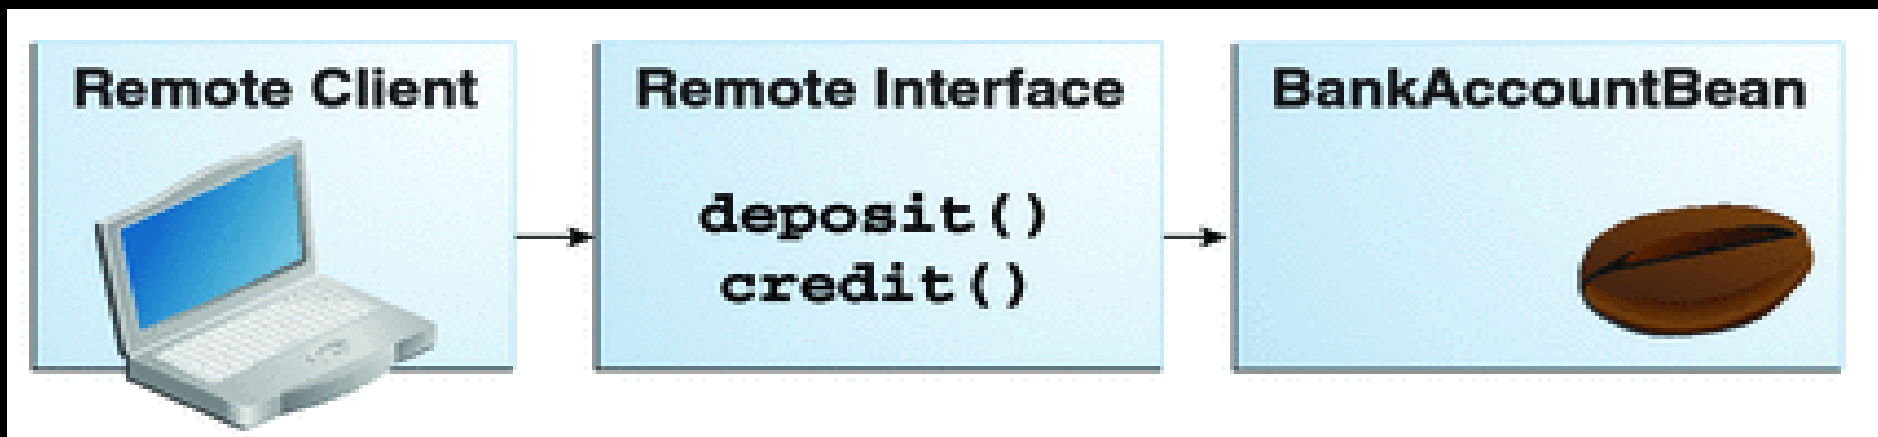 Remote Client
Remote Interface
deposit()
credit()
BankAccountBean